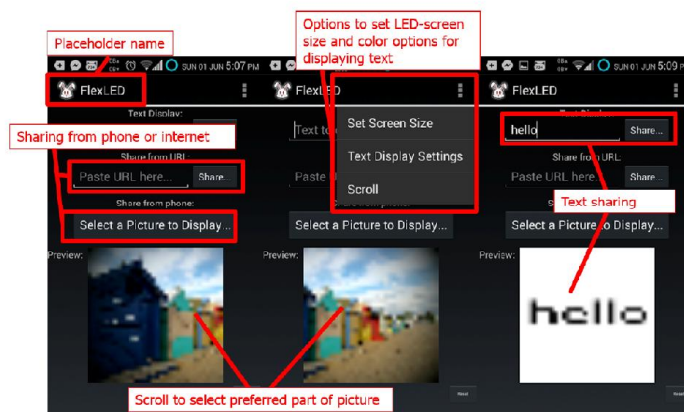 Placeholder name
Options to set LED-screen
size and color options for
displaying text
SUN 01 JUN 5:07 PM
SUN 01 JUN 5:09 P
FlexLED
FlexLED
FlexLED
Text Display:
Text to
Set Screen Size
Text Display Settings
Scroll
Text Display:
hello
Share...
Sharing from phone or internet
Share from URL:
Paste URL here...
Share...
Share from URL:
Paste URL here...
Share...
Share from phone:
Select a Picture to Display...
Select a Picture to Display...
Text sharing
Select a Picture to Display...
Preview:
Preview:
Preview:
hello
Scroll to select preferred part of picture